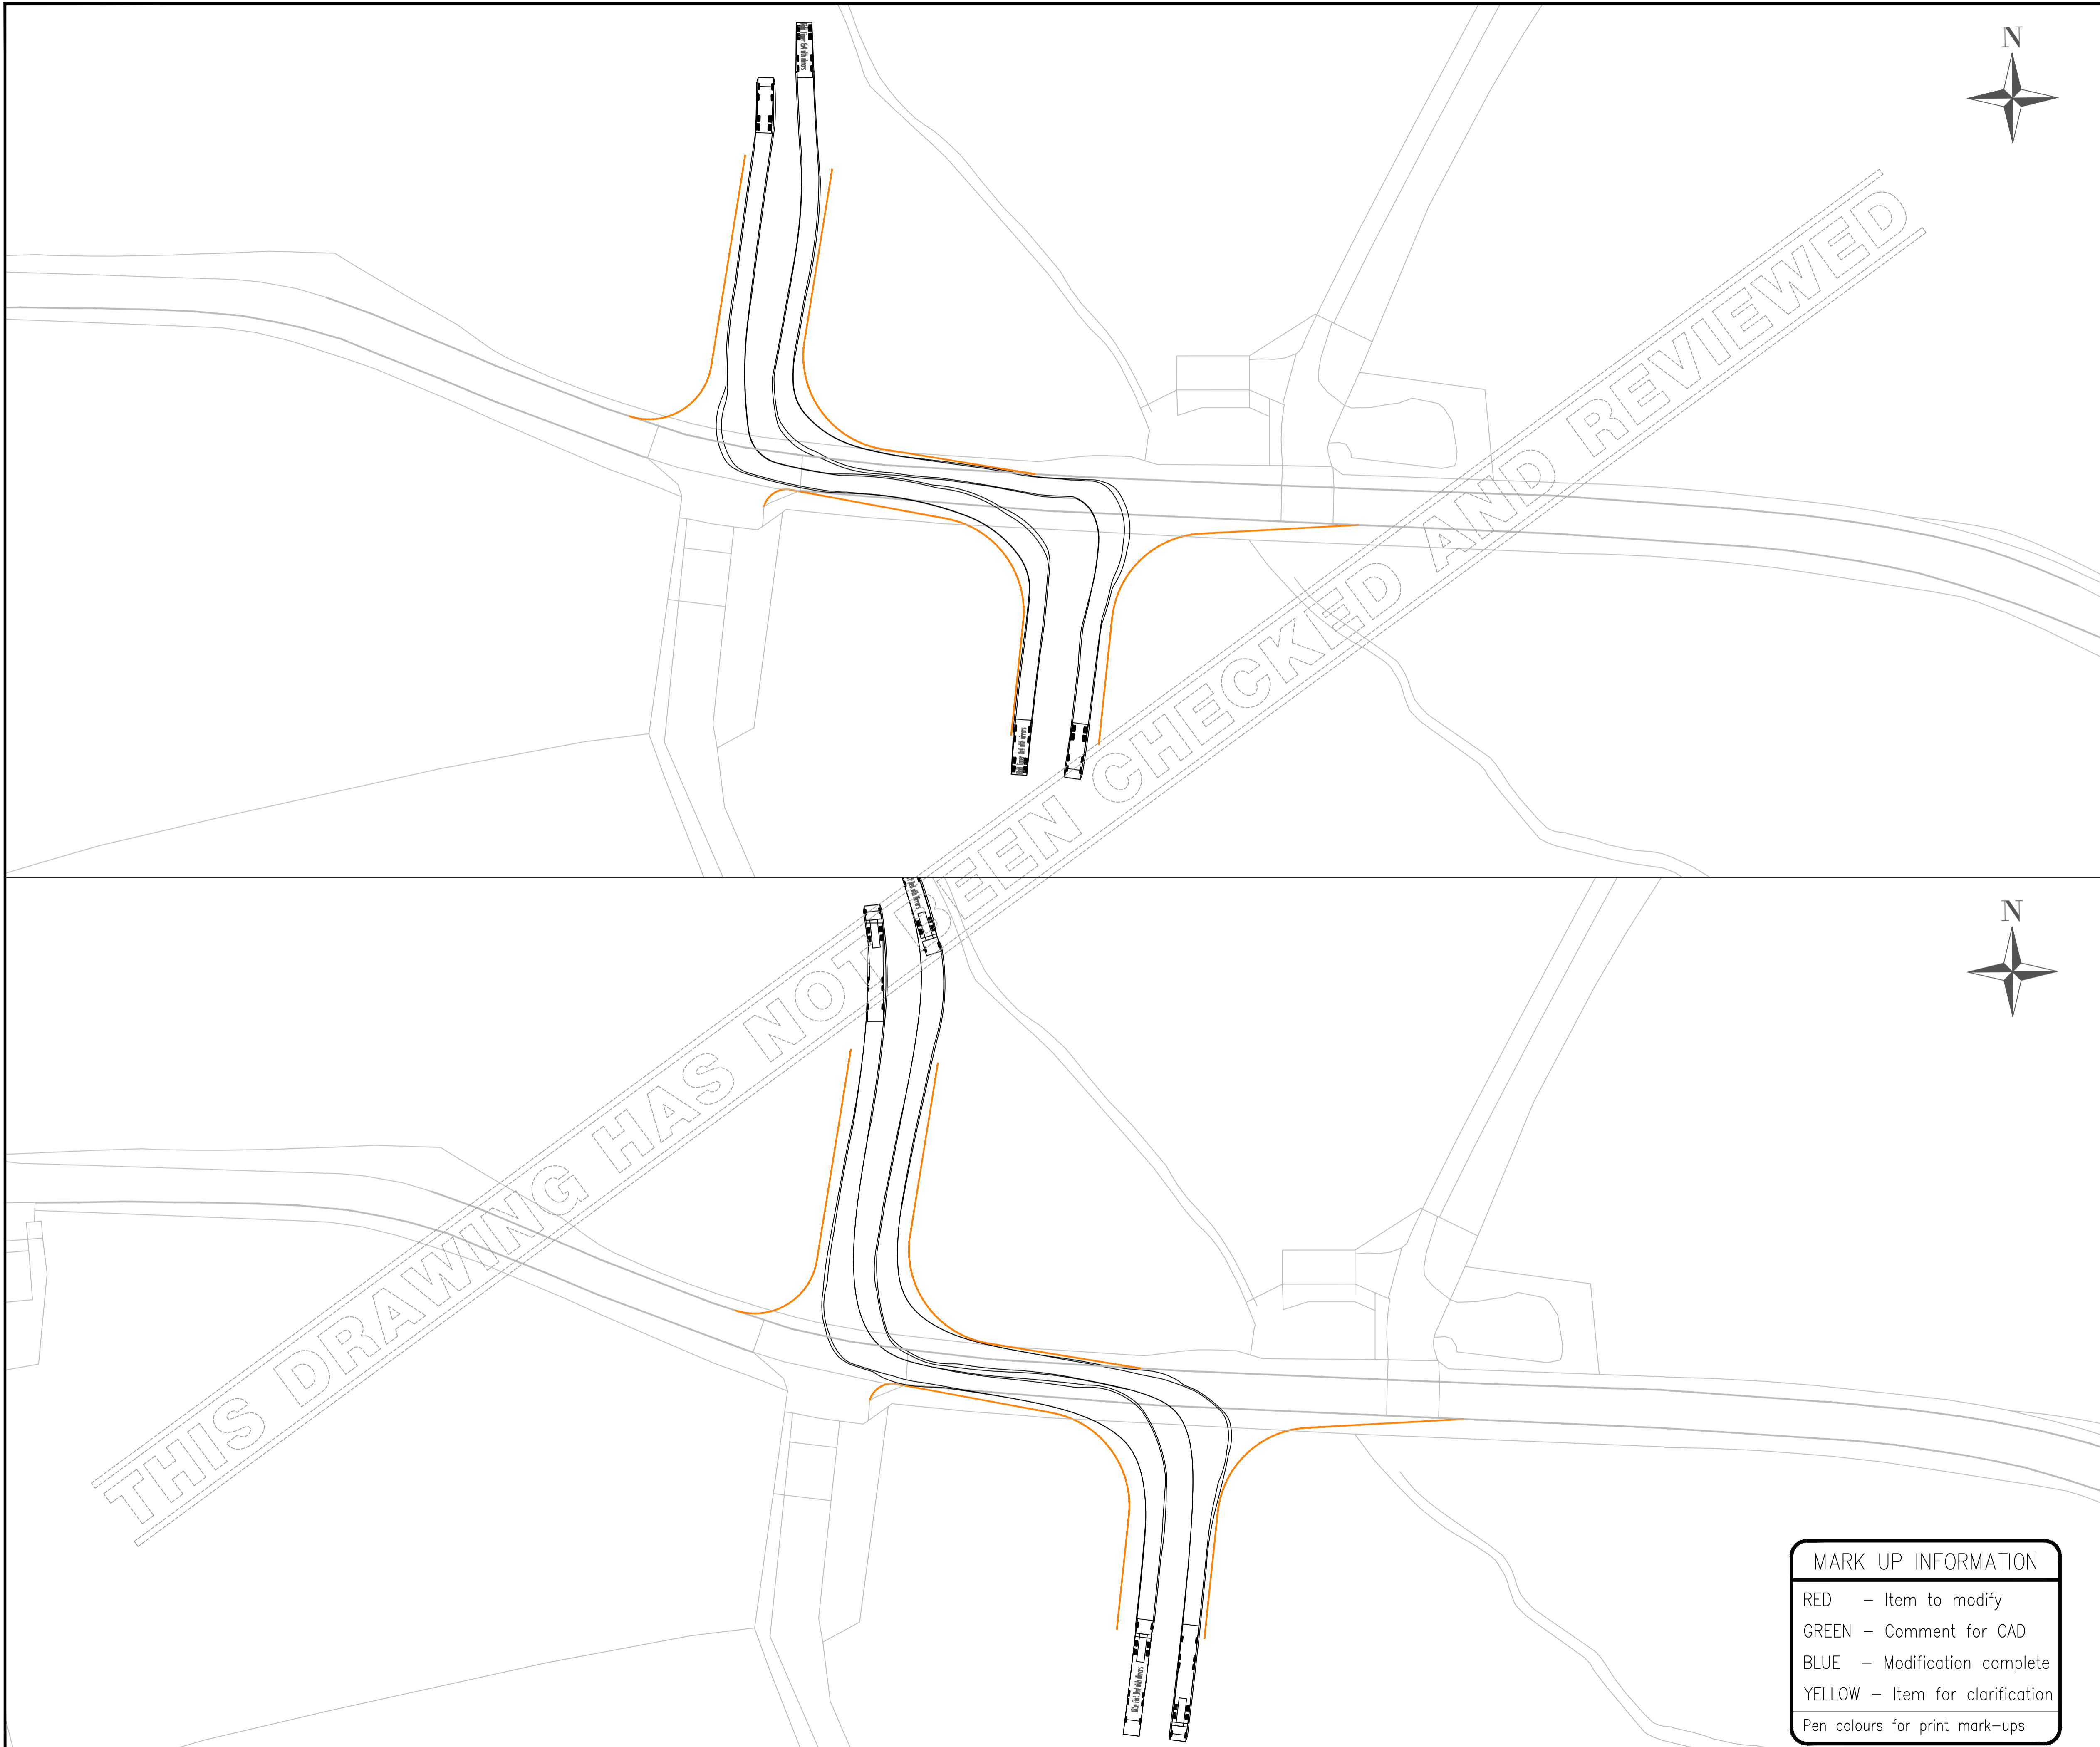 N
THIS DRAWING HAS NOT BEEN CHECKED AND REVIEWED
N
MARK UP INFORMATION
RED – Item to modify
GREEN – Comment for CAD
BLUE – Modification complete
YELLOW – Item for clarification
Pen colours for print mark-ups